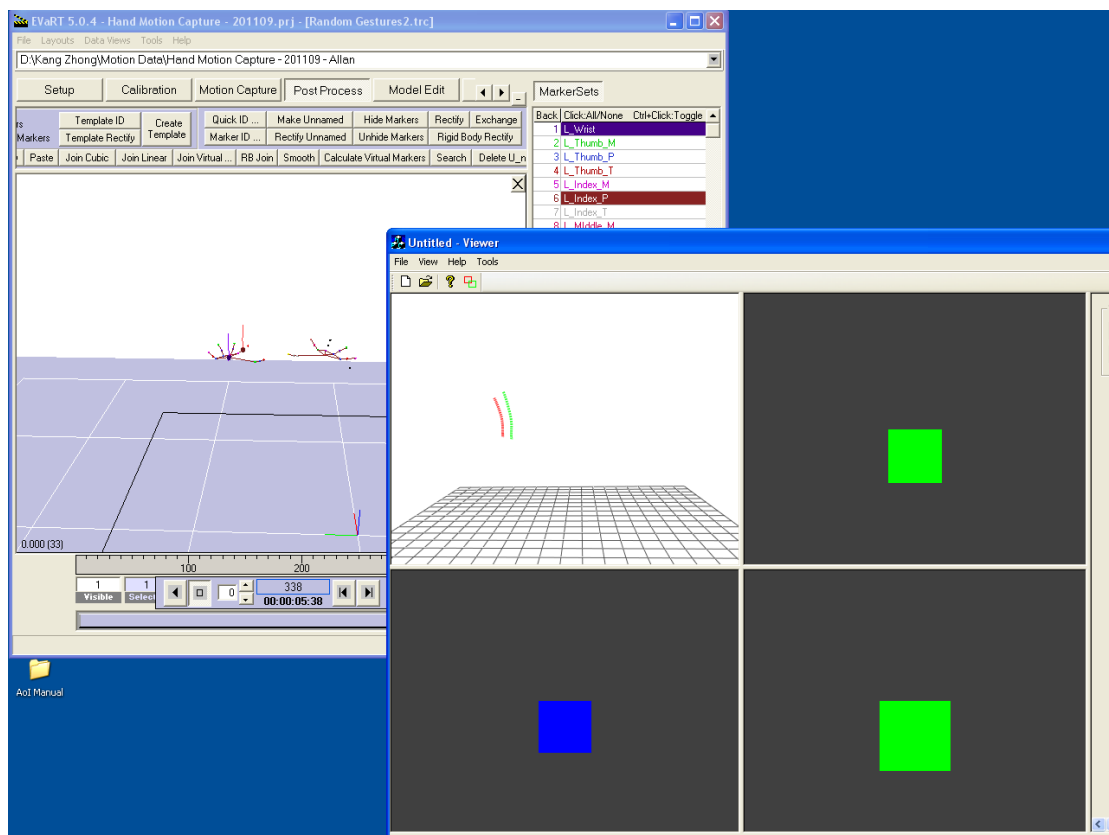 EVaRT 5.0.4 - Hand Motion Capture - 201109.prj - [Random Gestures2.trc]
File Layouts Data Views Tools Help
D:\Kang Zhong\Motion Data\Hand Motion Capture - 201109 - Allan
Setup Calibration Motion Capture Post Process Model Edit
MarkerSets
Template ID Create Template Quick ID ... Make Unnamed Hide Markers Rectify Exchange
Markers Template Rectify Marker ID ... Rectify Unnamed Unhide Markers Rigid Body Rectify
Paste Join Cubic Join Linear Join Virtual ... RB Join Smooth Calculate Virtual Markers Search Delete U_n
Back Click:All/None Ctrl+Click:Toggle
1 L_Wrist
2 L_Thumb_M
3 L_Thumb_P
4 L_Thumb_T
5 L_Index_M
6 L_Index_P
7 L_Index_T
8 L_MIddle_M
Untitled - Viewer
File View Help Tools
0.000 (33)
100 200
1 1 0 338
Visible Select 00:00:05:38
AoI Manual